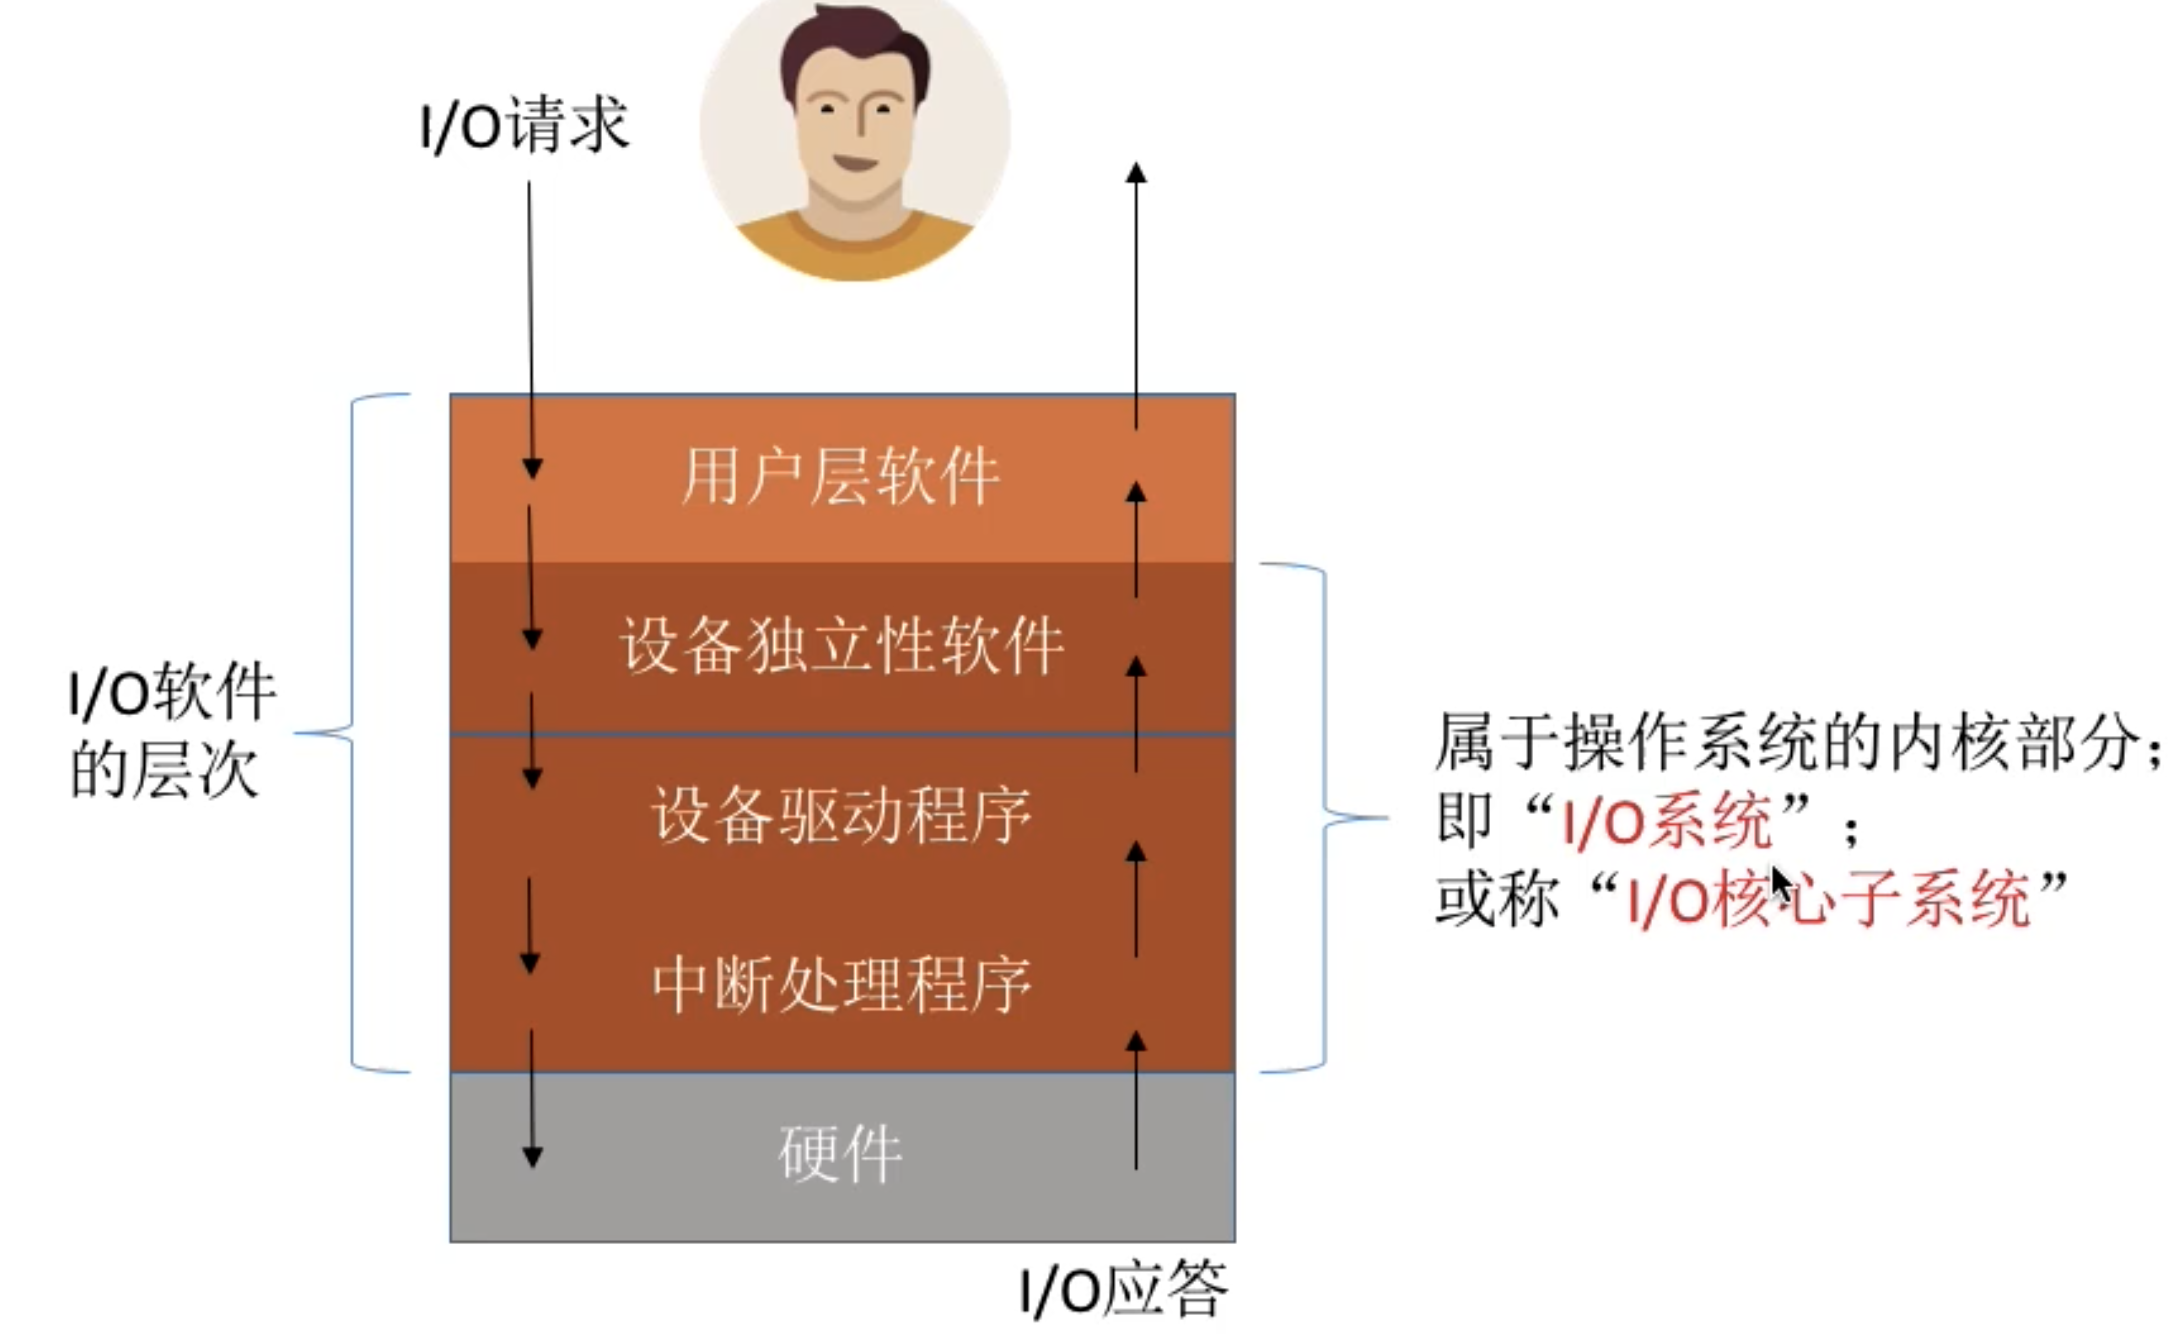 I/O请求
用户层软件
设备独立性软件
I/O软件
的层次
设备驱动程序
中断处理程序
属于操作系统的内核部分；
即“I/O系统”；
或称“I/O核心子系统”
硬件
I/O应答